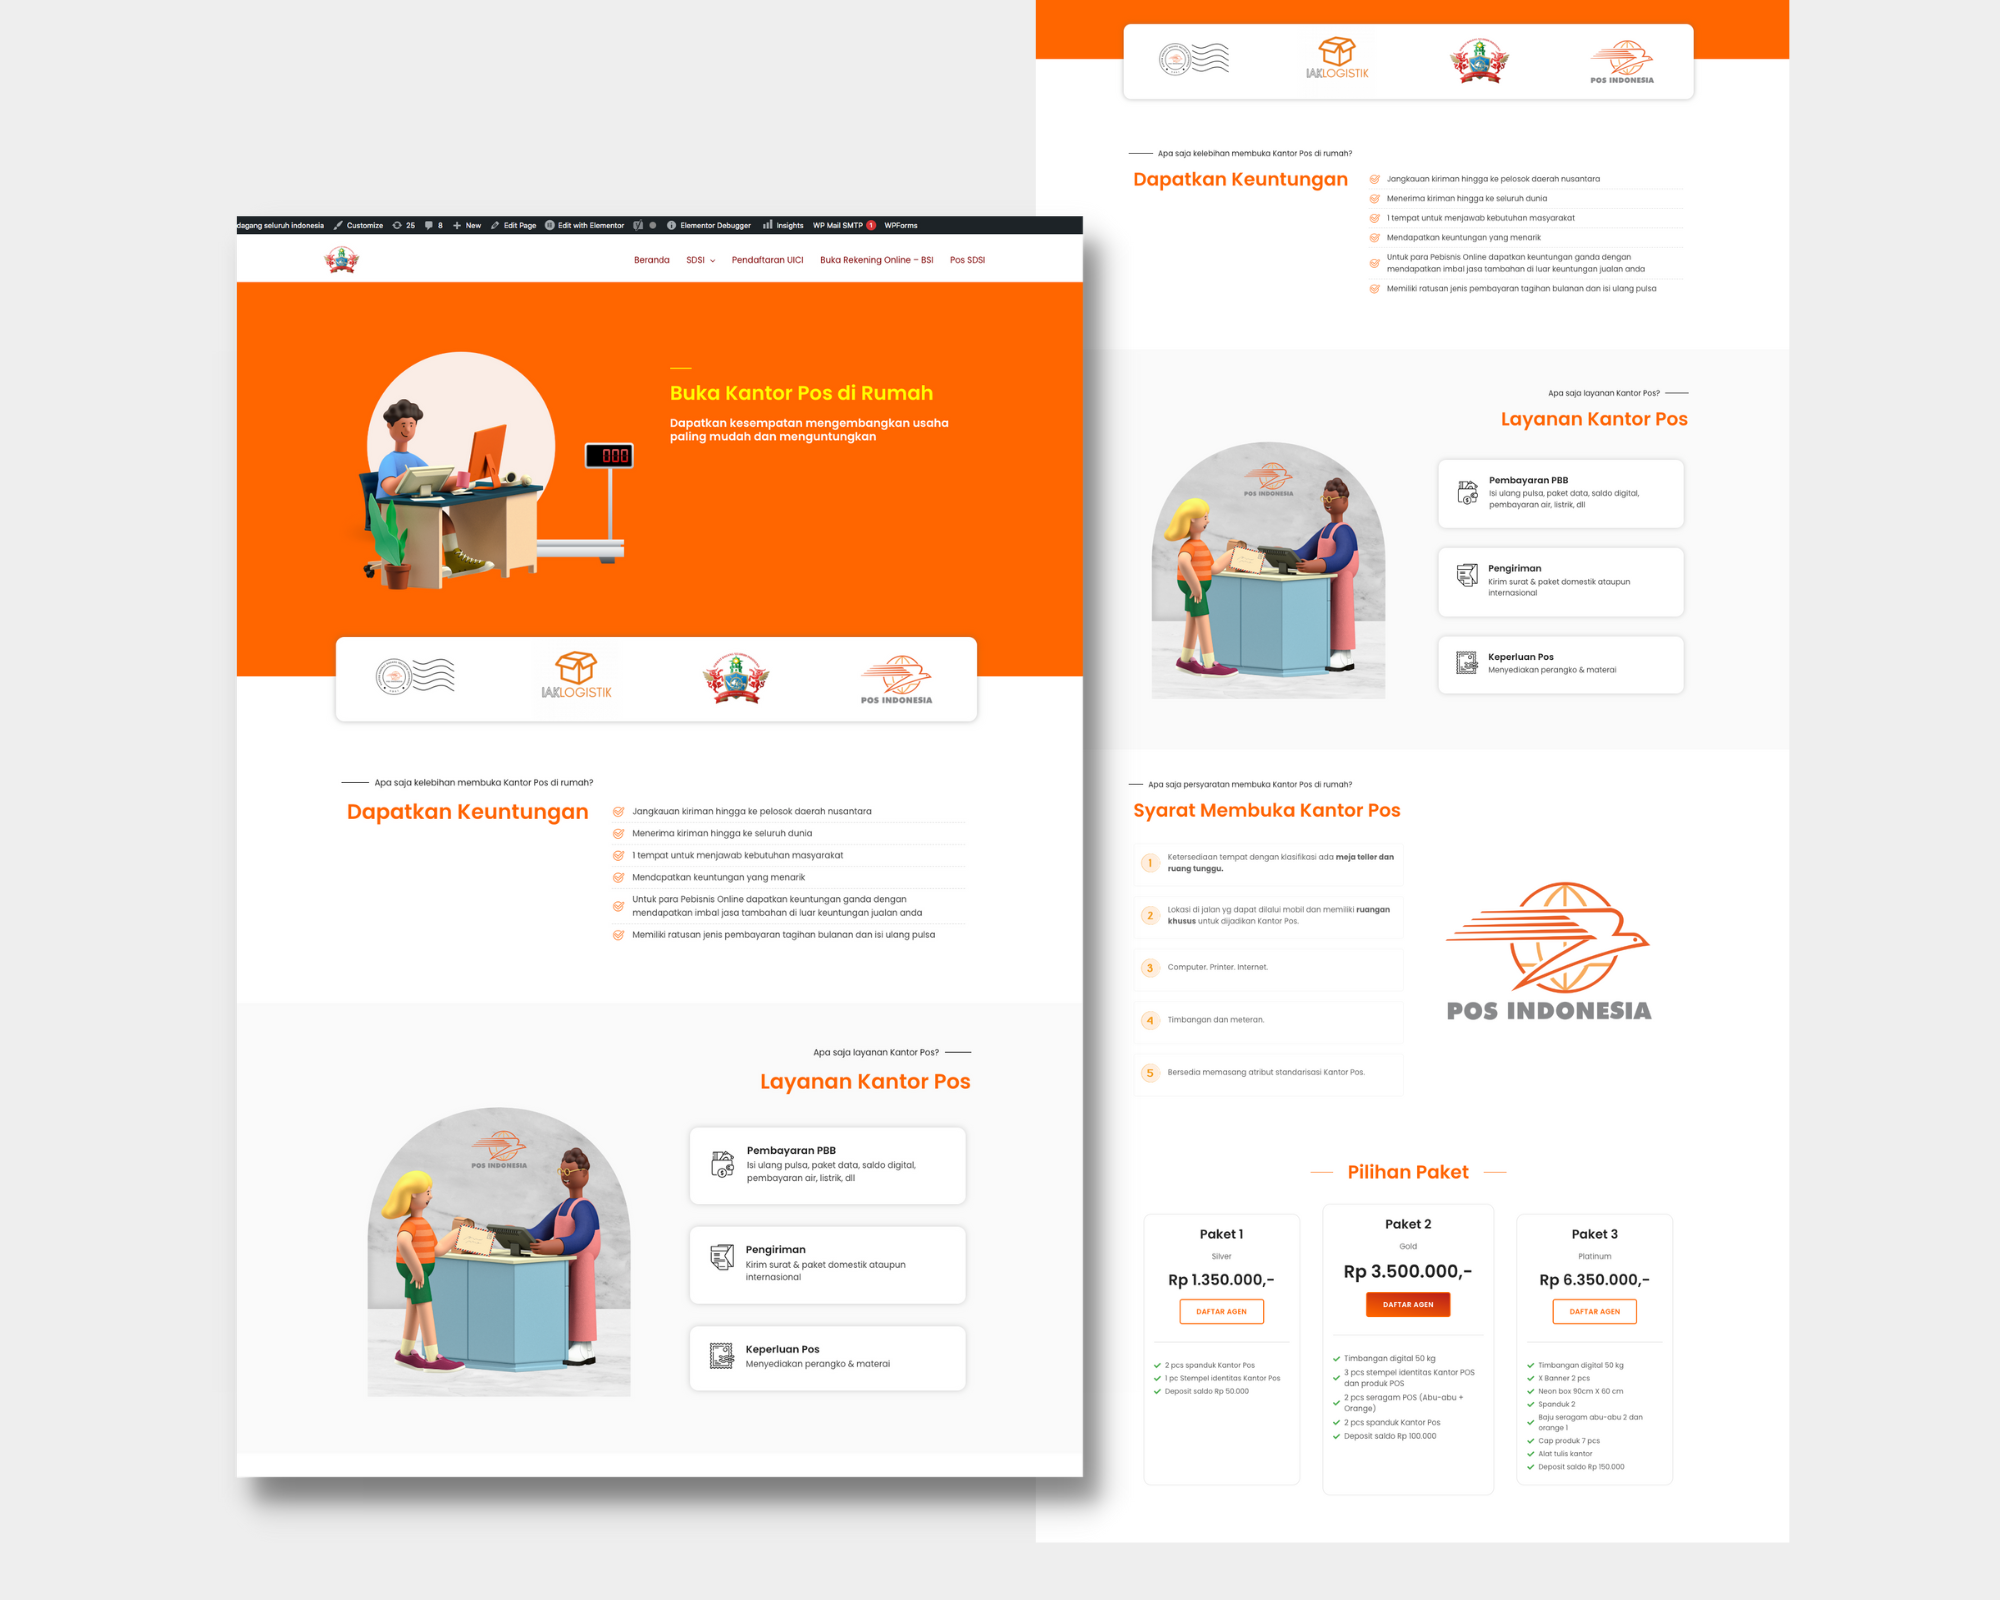 dagang seluruh indonesia Customize 25 8 New Edit Page Edit with Elementor Elementor Debugger Insights WP Mail SMTP 1 WPForms
Beranda SDSI Pendaftaran UICI Buka Rekening Online – BSI Pos SDSI
Buka Kantor Pos di Rumah
Dapatkan kesempatan mengembangkan usaha
paling mudah dan menguntungkan
000
IAKLOGISTIK
POS INDONESIA
Apa saja kelebihan membuka Kantor Pos di rumah?
Dapatkan Keuntungan
Jangkauan kiriman hingga ke pelosok daerah nusantara
Menerima kiriman hingga ke seluruh dunia
1 tempat untuk menjawab kebutuhan masyarakat
Mendcpatkan keuntungan yang menarik
Untuk para Pebisnis Online dapatkan keuntungan ganda dengan
mendapatkan imbal jasa tambahan di luar keuntungan jualan anda
Memiliki ratusan jenis pembayaran tagihan bulanan dan isi ulang pulsa
Apa saja layanan Kantor Pos?
Layanan Kantor Pos
POS INDONESIA
Pembayaran PBB
Isi ulang pulsa, paket data, saldo digital,
pembayaran air, listrik, dll
Pengiriman
Kirim surat & paket domestik ataupun
internasional
Keperluan Pos
Menyediakan perangko & materai
IAKLOGISTIK
POS INDONESIA
Apa saja kelebihan membuka Kantor Pos di rumah?
Dapatkan Keuntungan
Jangkauan kiriman hingga ke pelosok daerah nusantara
Menerima kiriman hingga ke seluruh dunia
1 tempat untuk menjawab kebutuhan masyarakat
Mendapatkan keuntungan yang menarik
Untuk para Pebisnis Online dapatkan keuntungan ganda dengan
mendapatkan imbal jasa tambahan di luar keuntungan jualan anda
Memiliki ratusan jenis pembayaran tagihan bulanan dan isi ulang pulsa
Apa saja layanan Kantor Pos?
Layanan Kantor Pos
POS INDONESIA
Pembayaran PBB
Isi ulang pulsa, paket data, saldo digital,
pembayaran air, listrik, dll
Pengiriman
Kirim surat & paket domestik ataupun
internasional
Keperluan Pos
Menyediakan perangko & materai
Apa saja persyaratan membuka Kantor Pos di rumah?
Syarat Membuka Kantor Pos
1 Ketersediaan tempat dengan klasifikasi ada meja teller dan
ruang tunggu.
2 Lokasi di jalan yg dapat dilalui mobil dan memiliki ruangan
khusus untuk dijadikan Kantor Pos.
3 Computer. Printer. Internet.
4 Timbangan dan meteran.
5 Bersedia memasang atribut standarisasi Kantor Pos.
POS INDONESIA
Pilihan Paket
Paket 1
Silver
Rp 1.350.000,-
DAFTAR AGEN
2 pcs spanduk Kantor Pos
1 pc Stempel identitas Kantor Pos
Deposit saldo Rp 50.000
Paket 2
Gold
Rp 3.500.000,-
DAFTAR AGEN
Timbangan digital 50 kg
3 pcs stempel identitas Kantor POS
dan produk POS
2 pcs seragam POS (Abu-abu +
Orange)
2 pcs spanduk Kantor Pos
Deposit saldo Rp 100.000
Paket 3
Platinum
Rp 6.350.000,-
DAFTAR AGEN
Timbangan digital 50 kg
X Banner 2 pcs
Neon box 90cm X 60 cm
Spanduk 2
Baju seragam abu-abu 2 dan
orange 1
Cap produk 7 pcs
Alat tulis kantor
Deposit saldo Rp 150.000